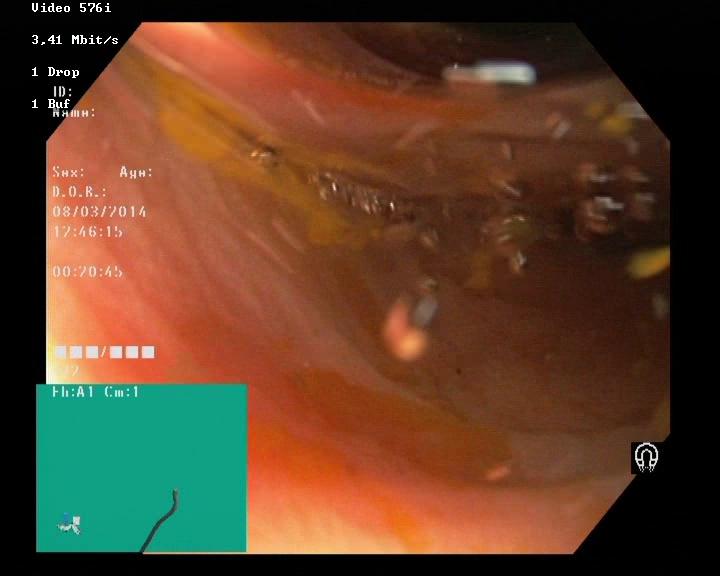 Video 576i
3,41 Mbit/s
1 Drop
ID:
1 Buf
Name:
Sex: Age:
D.O.R.:
08/03/2014
12:46:15
00:20:45
Eh:A1 Cm:1